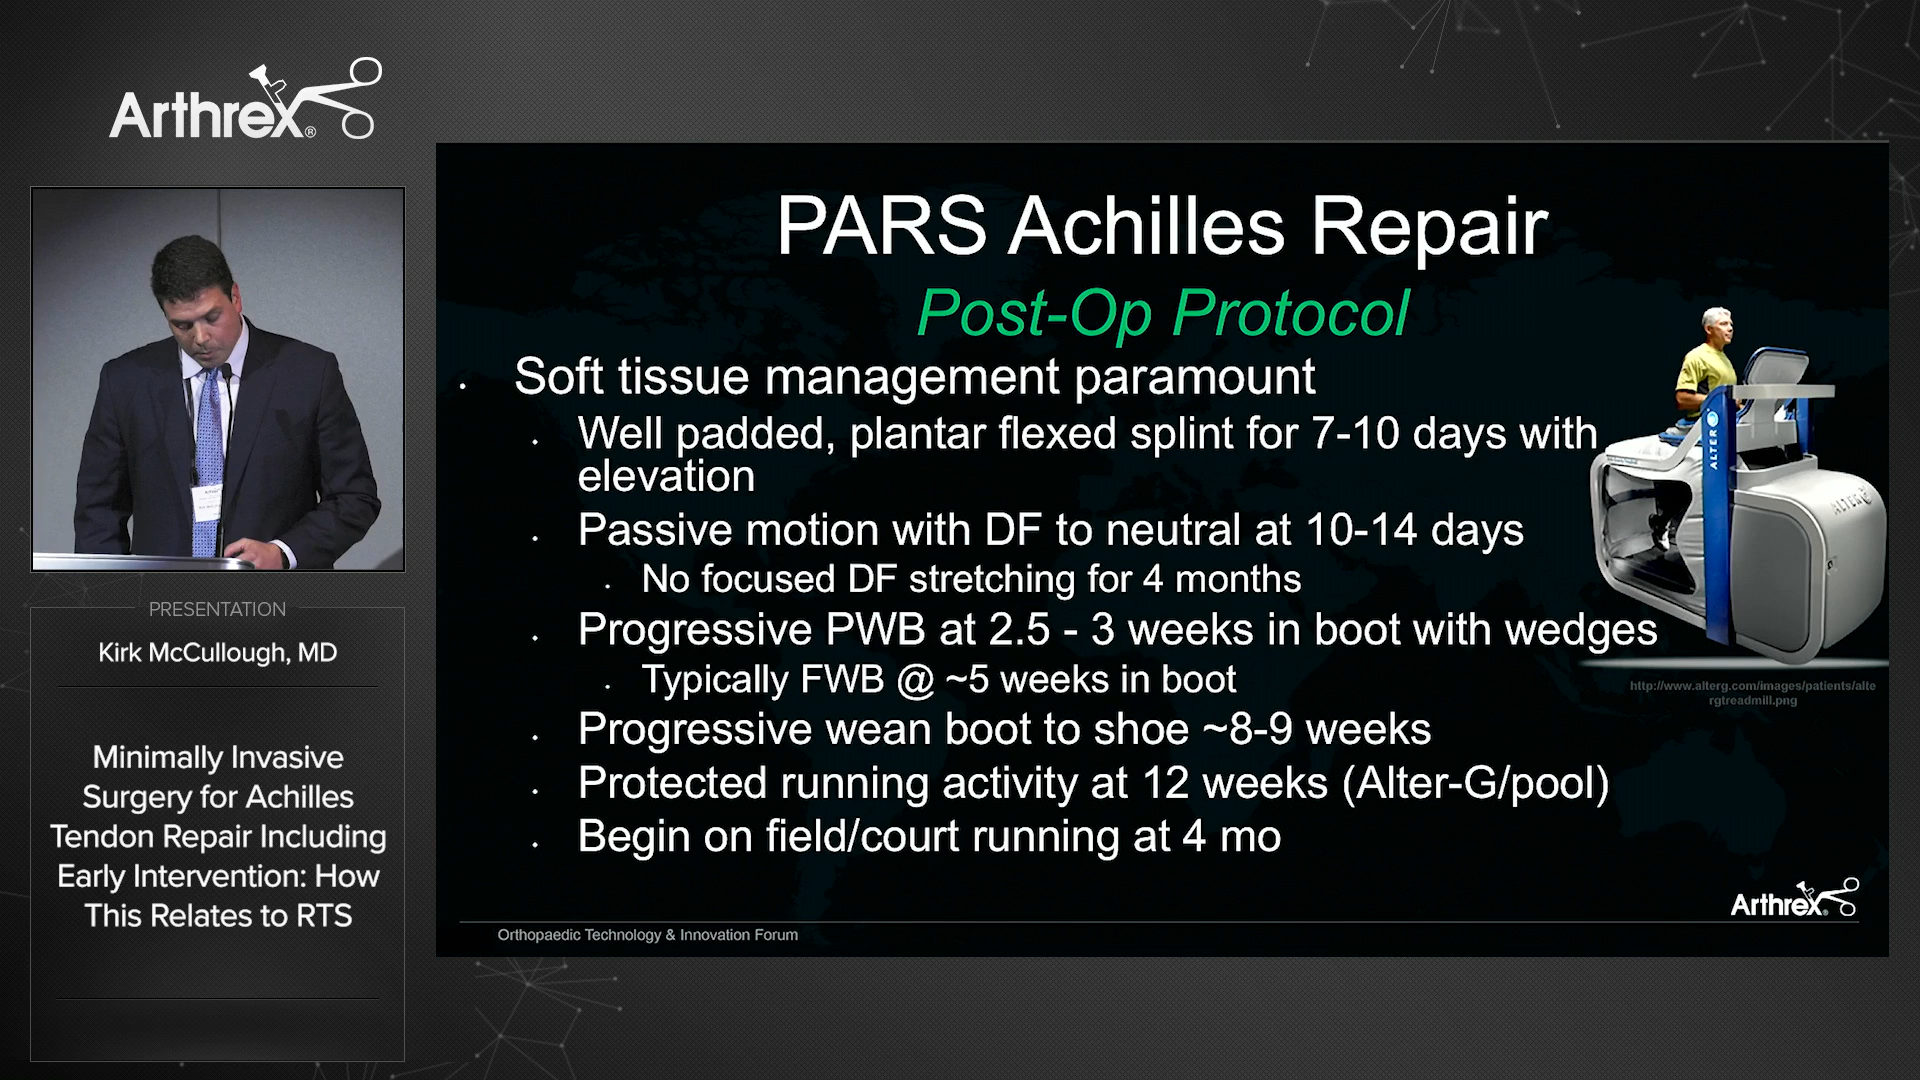 Arthrex®
PRESENTATION
Kirk McCullough, MD
Minimally Invasive
Surgery for Achilles
Tendon Repair Including
Early Intervention: How
This Relates to RTS
PARS Achilles Repair
Post-Op Protocol
• Soft tissue management paramount
• Well padded, plantar flexed splint for 7-10 days with
elevation
• Passive motion with DF to neutral at 10-14 days
• No focused DF stretching for 4 months
• Progressive PWB at 2.5 - 3 weeks in boot with wedges
• Typically FWB @ ~5 weeks in boot
• Progressive wean boot to shoe ~8-9 weeks
• Protected running activity at 12 weeks (Alter-G/pool)
• Begin on field/court running at 4 mo
ALTER G
ALTER G
http://www.alterg.com/images/patients/alte
rgtreadmill.png
Arthrex®
Orthopaedic Technology & Innovation Forum